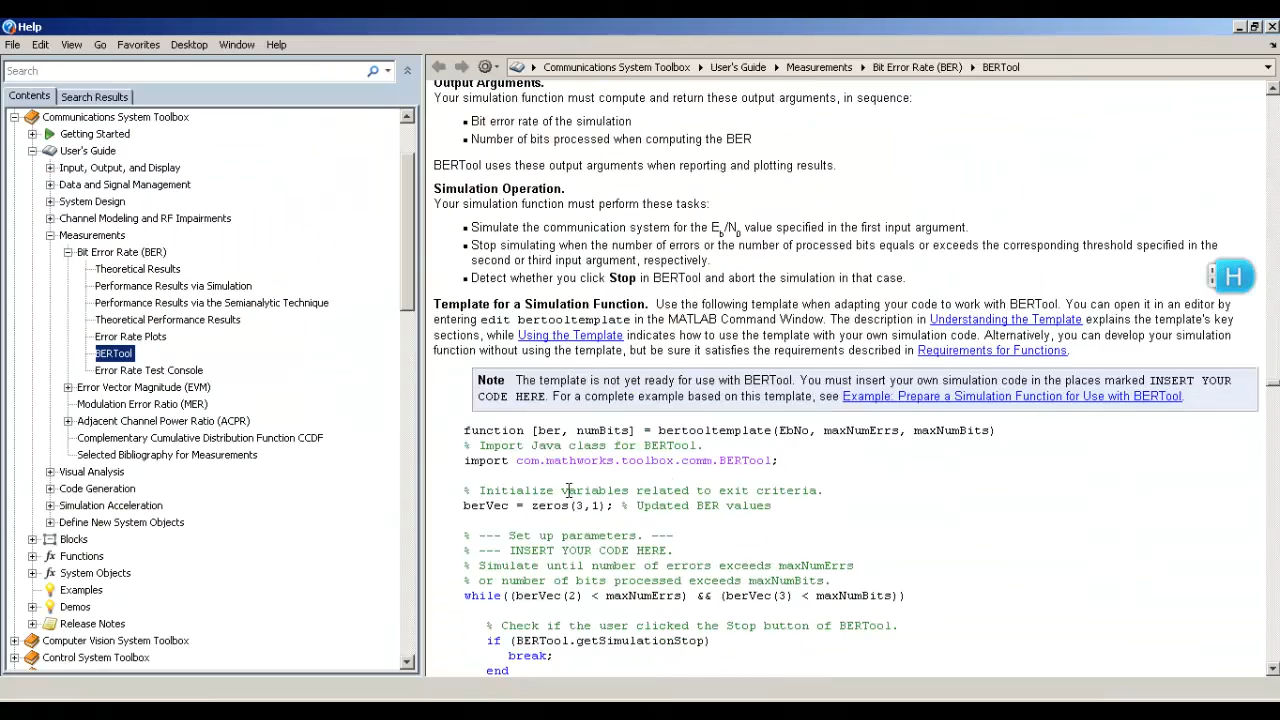 Help
File Edit View Go Favorites Desktop Window Help
Search
Contents Search Results
Communications System Toolbox
Getting Started
User's Guide
Input, Output, and Display
Data and Signal Management
System Design
Channel Modeling and RF Impairments
Measurements
Bit Error Rate (BER)
Theoretical Results
Performance Results via Simulation
Performance Results via the Semianalytic Technique
Theoretical Performance Results
Error Rate Plots
BERTool
Error Rate Test Console
Error Vector Magnitude (EVM)
Modulation Error Ratio (MER)
Adjacent Channel Power Ratio (ACPR)
Complementary Cumulative Distribution Function CCDF
Selected Bibliography for Measurements
Visual Analysis
Code Generation
Simulation Acceleration
Define New System Objects
Blocks
fx Functions
fx System Objects
Examples
Demos
Release Notes
Computer Vision System Toolbox
Control System Toolbox
Communications System Toolbox ▸ User's Guide ▸ Measurements ▸ Bit Error Rate (BER) ▸ BERTool
Output Arguments.
Your simulation function must compute and return these output arguments, in sequence:
▪ Bit error rate of the simulation
▪ Number of bits processed when computing the BER
BERTool uses these output arguments when reporting and plotting results.
Simulation Operation.
Your simulation function must perform these tasks:
▪ Simulate the communication system for the Eb/N0 value specified in the first input argument.
▪ Stop simulating when the number of errors or the number of processed bits equals or exceeds the corresponding threshold specified in the
second or third input argument, respectively.
▪ Detect whether you click Stop in BERTool and abort the simulation in that case.
H
Template for a Simulation Function. Use the following template when adapting your code to work with BERTool. You can open it in an editor by
entering edit bertooltemplate in the MATLAB Command Window. The description in Understanding the Template explains the template's key
sections, while Using the Template indicates how to use the template with your own simulation code. Alternatively, you can develop your simulation
function without using the template, but be sure it satisfies the requirements described in Requirements for Functions.
Note The template is not yet ready for use with BERTool. You must insert your own simulation code in the places marked INSERT YOUR
CODE HERE. For a complete example based on this template, see Example: Prepare a Simulation Function for Use with BERTool.
function [ber, numBits] = bertooltemplate(EbNo, maxNumErrs, maxNumBits)
% Import Java class for BERTool.
import com.mathworks.toolbox.comm.BERTool;
% Initialize variables related to exit criteria.
berVec = zeros(3,1); % Updated BER values
% --- Set up parameters. ---
% --- INSERT YOUR CODE HERE.
% Simulate until number of errors exceeds maxNumErrs
% or number of bits processed exceeds maxNumBits.
while((berVec(2) < maxNumErrs) && (berVec(3) < maxNumBits))
% Check if the user clicked the Stop button of BERTool.
if (BERTool.getSimulationStop)
break;
end